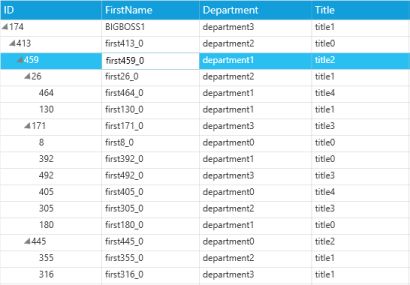 ID FirstName Department Title
174 BIGBOSS1 department3 title1
413 first413_0 department2 title0
459 first459_0 department1 title2
26 first26_0 department2 title1
464 first464_0 department1 title4
130 first130_0 department1 title1
171 first171_0 department3 title3
8 first8_0 department0 title0
392 first392_0 department1 title0
492 first492_0 department3 title3
405 first405_0 department0 title4
305 first305_0 department2 title3
180 first180_0 department1 title0
445 first445_0 department0 title2
355 first355_0 department2 title1
316 first316_0 department3 title1